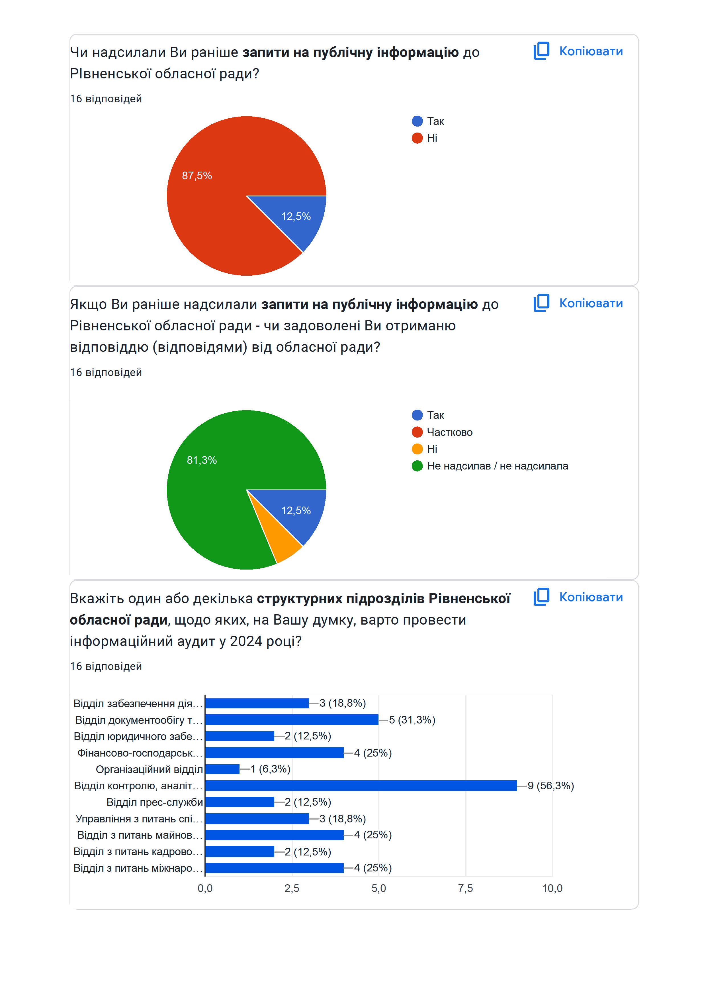 Чи надсилали Ви раніше запити на публічну інформацію до
РІвненської обласної ради?
Копіювати
16 відповідей
Так
Ні
87,5%
12,5%
Якщо Ви раніше надсилали запити на публічну інформацію до
Рівненської обласної ради - чи задоволені Ви отриманю
відповіддю (відповідями) від обласної ради?
Копіювати
16 відповідей
Так
Частково
Ні
Не надсилав / не надсилала
81,3%
12,5%
Вкажіть один або декілька структурних підрозділів Рівненської
обласної ради, щодо яких, на Вашу думку, варто провести
інформаційний аудит у 2024 році?
Копіювати
16 відповідей
Відділ забезпечення дія… 3 (18,8%)
Відділ документообігу т… 5 (31,3%)
Відділ юридичного забе… 2 (12,5%)
Фінансово-господарськ… 4 (25%)
Організаційний відділ 1 (6,3%)
Відділ контролю, аналіт… 9 (56,3%)
Відділ прес-служби 2 (12,5%)
Управління з питань спі… 3 (18,8%)
Відділ з питань майнов… 4 (25%)
Відділ з питань кадрово… 2 (12,5%)
Відділ з питань міжнаро… 4 (25%)
0,0 2,5 5,0 7,5 10,0